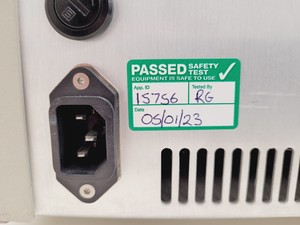 PASSED SAFETY TEST
EQUIPMENT IS SAFE TO USE
App. ID Tested By
15756 RG
Date
05/01/23